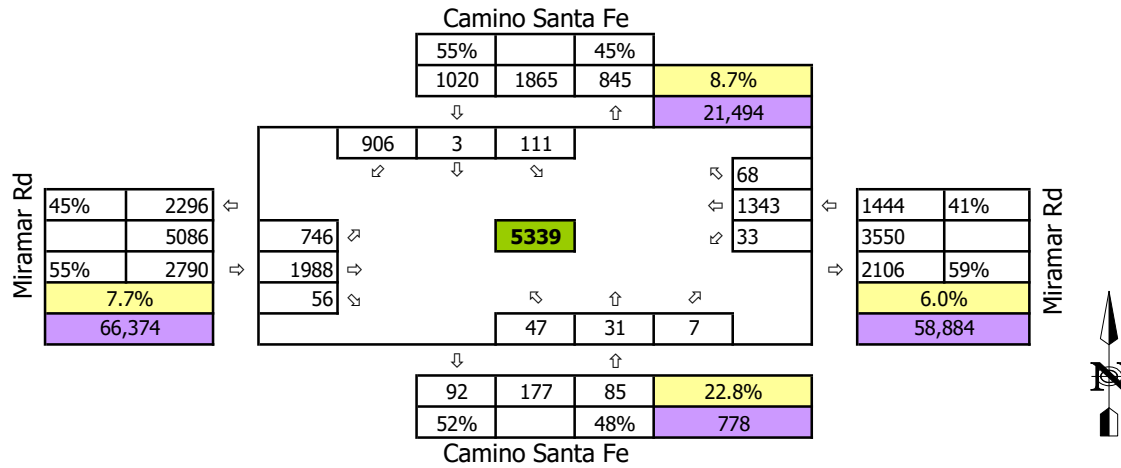 Camino Santa Fe
55% 45%
1020 1865 845 8.7%
⇩ ⇧ 21,494
906 3 111
⬃ ⇩ ⬂
⬁ 68
45% 2296 ⇦ ⇦ 1343 ⇦ 1444 41%
5086 746 ⬀ 5339 ⬃ 33 3550
55% 2790 ⇨ 1988 ⇨ ⇨ 2106 59%
Miramar Rd
Miramar Rd
7.7% 56 ⬂ ⬁ ⇧ ⬀ 6.0%
66,374 47 31 7 58,884
⇩ ⇧
92 177 85 22.8%
52% 48% 778
Camino Santa Fe
N